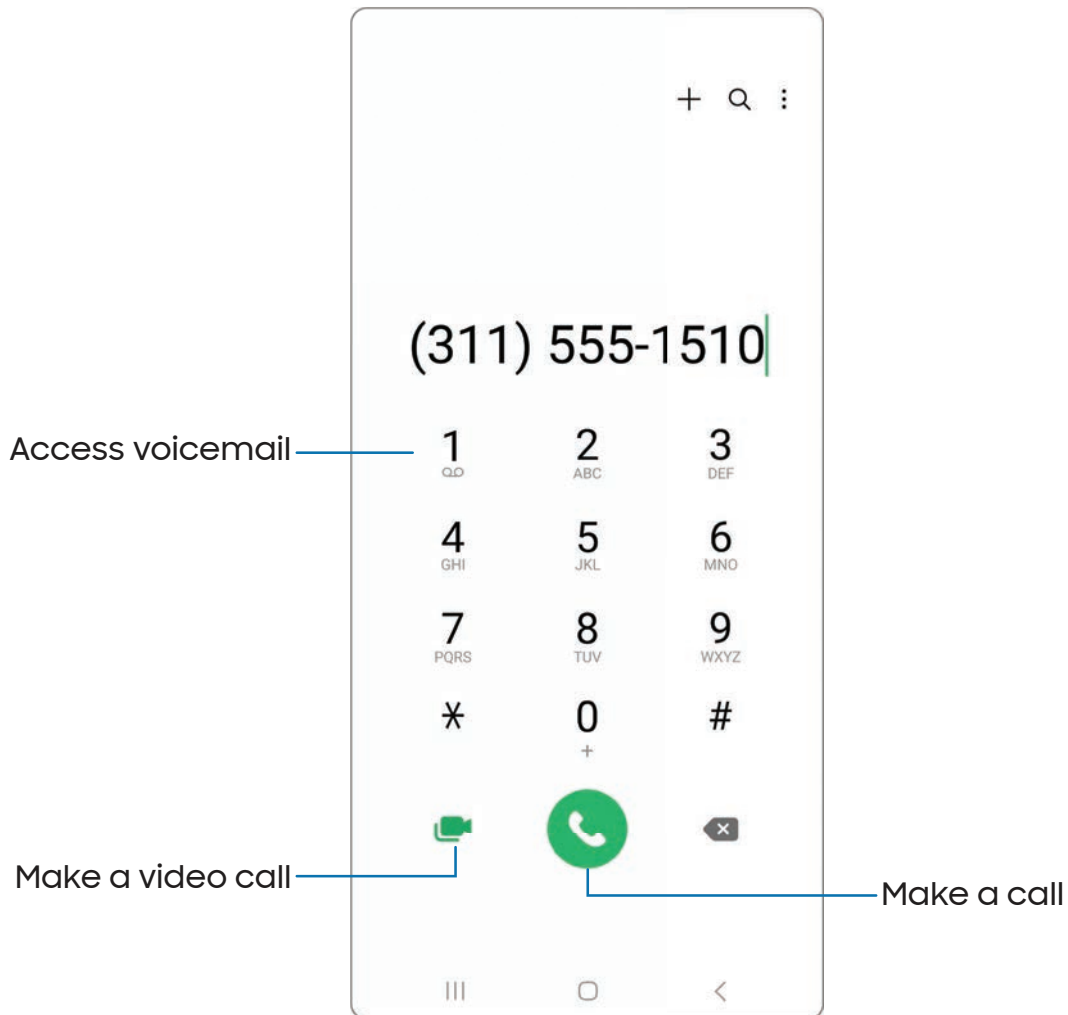 (311) 555-1510
Access voicemail
1 2 3
ABC DEF
4 5 6
GHI JKL MNO
7 8 9
PQRS TUV WXYZ
* 0 #
+
Make a video call
Make a call